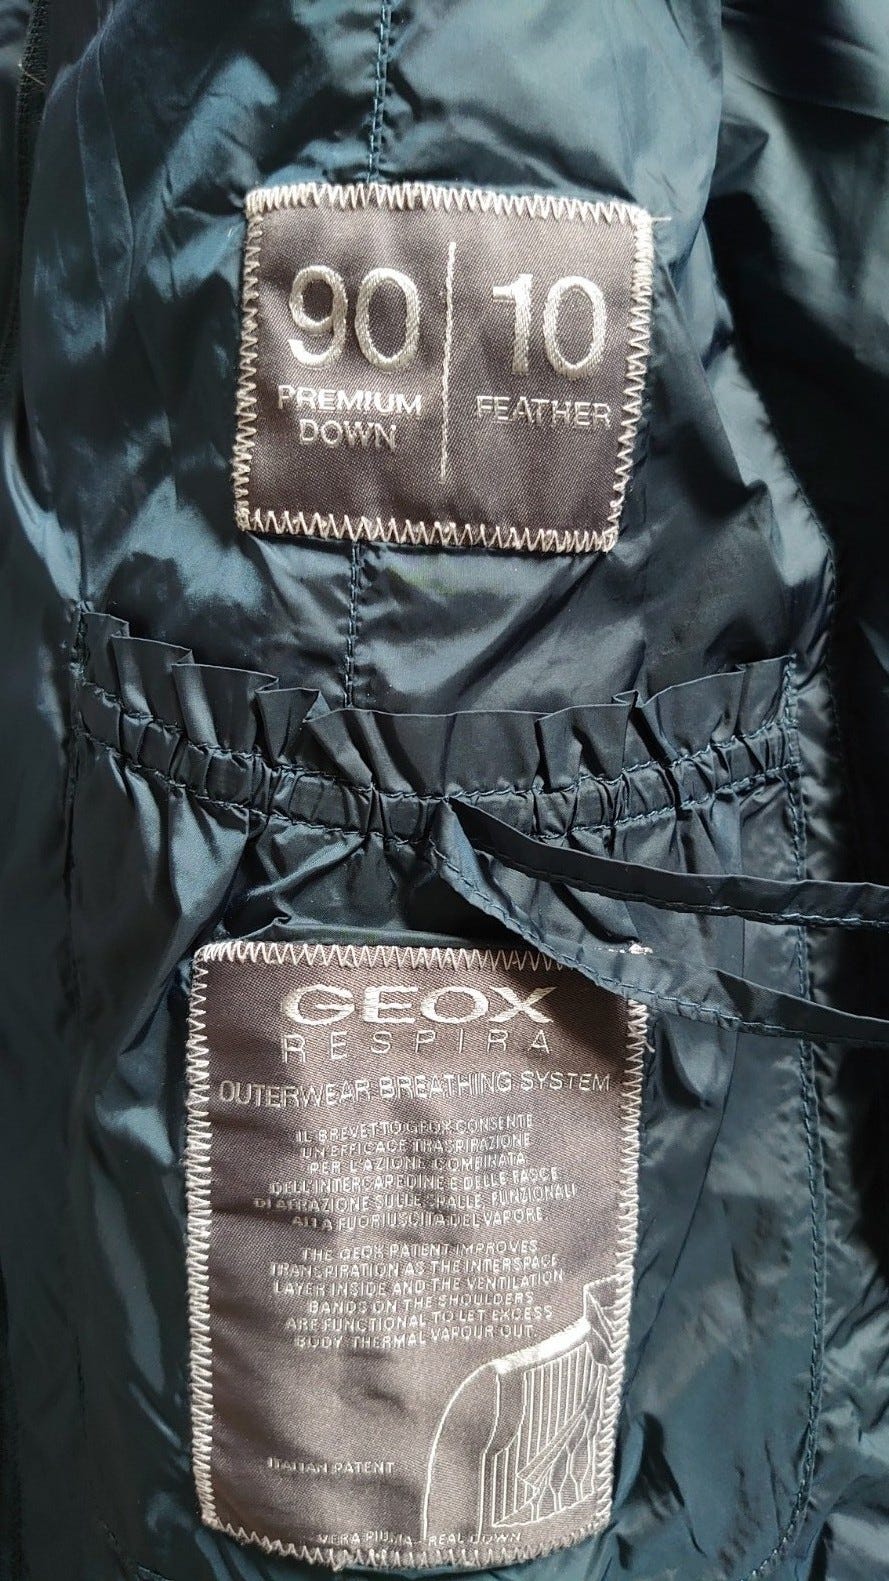 90 10
PREMIUM DOWN
FEATHER
GEOX
RESPIRA
OUTERWEAR BREATHING SYSTEM
IL BREVETTO GEOX CONSENTE
UN EFFICACE TRASPIRAZIONE
PER L'AZIONE COMBINATA
DELL'INTERCAPEDINE E DELLE FASCE
DI AERAZIONE SULLE SPALLE, FUNZIONALI
ALLA FUORIUSCITA DEL VAPORE
THE GEOX PATENT IMPROVES
TRANSPIRATION AS THE INTERSPACE
LAYER INSIDE AND THE VENTILATION
BANDS ON THE SHOULDERS
ARE FUNCTIONAL TO LET EXCESS
BODY THERMAL VAPOUR OUT.
ITALIAN PATENT
VERA PIUMA - REAL DOWN